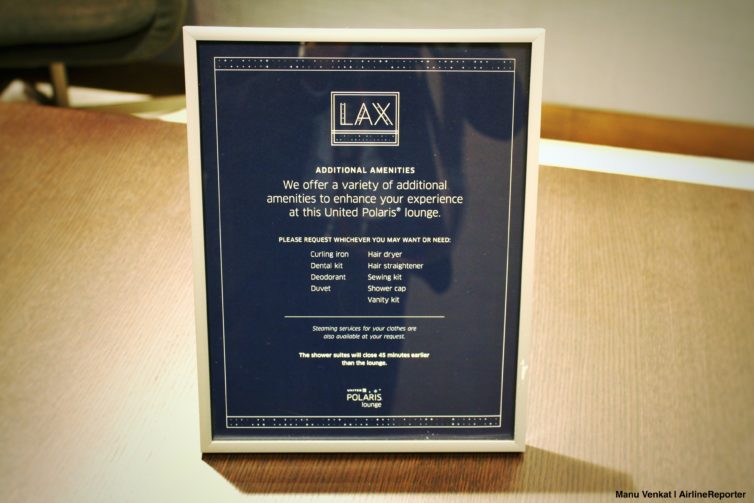 LAX
ADDITIONAL AMENITIES
We offer a variety of additional
amenities to enhance your experience
at this United Polaris® lounge.
PLEASE REQUEST WHICHEVER YOU MAY WANT OR NEED:
Curling iron
Dental kit
Deodorant
Duvet
Hair dryer
Hair straightener
Sewing kit
Shower cap
Vanity kit
Steaming services for your clothes are
also available at your request.
The shower suites will close 45 minutes earlier
than the lounge.
UNITED
POLARIS
lounge
Manu Venkat | AirlineReporter